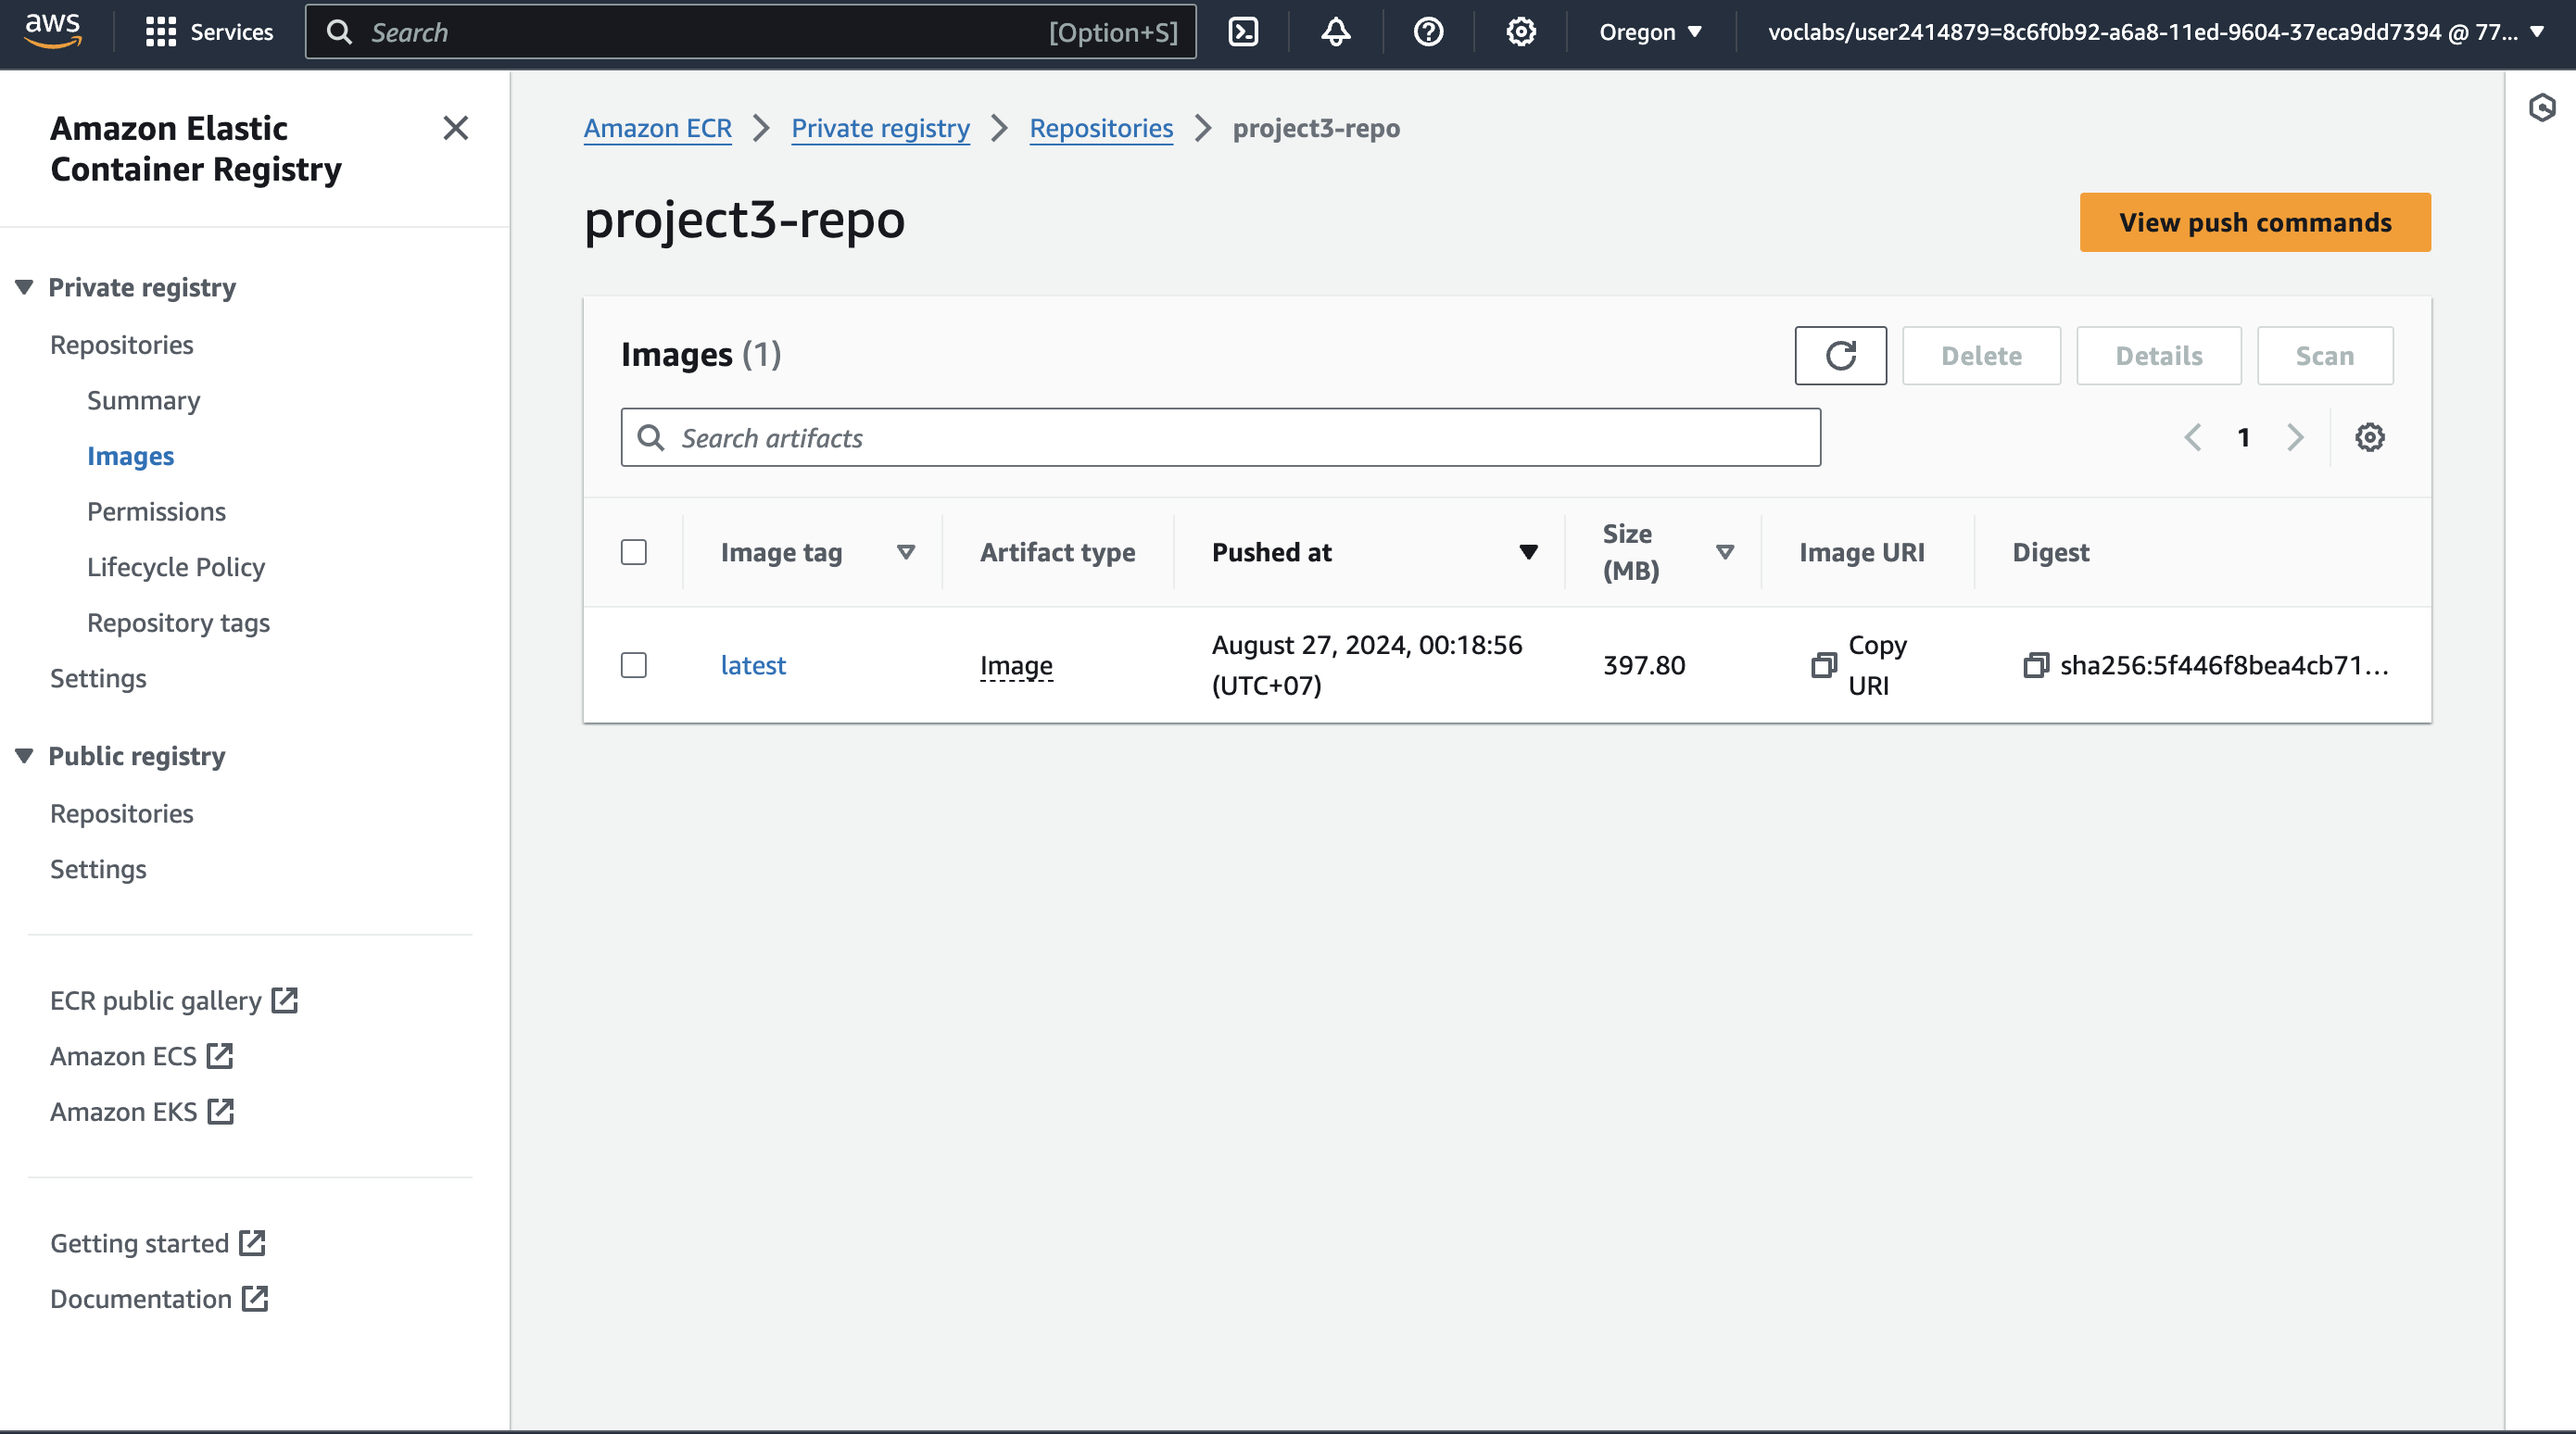 aws
Services
Search
[Option+S]
Oregon
voclabs/user2414879=8c6f0b92-a6a8-11ed-9604-37eca9dd7394 @ 77...
Amazon Elastic
Container Registry
Private registry
Repositories
Summary
Images
Permissions
Lifecycle Policy
Repository tags
Settings
Public registry
Repositories
Settings
ECR public gallery
Amazon ECS
Amazon EKS
Getting started
Documentation
Amazon ECR
Private registry
Repositories
project3-repo
project3-repo
View push commands
Images (1)
Delete
Details
Scan
Search artifacts
1
Image tag
Artifact type
Pushed at
Size
(MB)
Image URI
Digest
latest
Image
August 27, 2024, 00:18:56
(UTC+07)
397.80
Copy
URI
sha256:5f446f8bea4cb71...